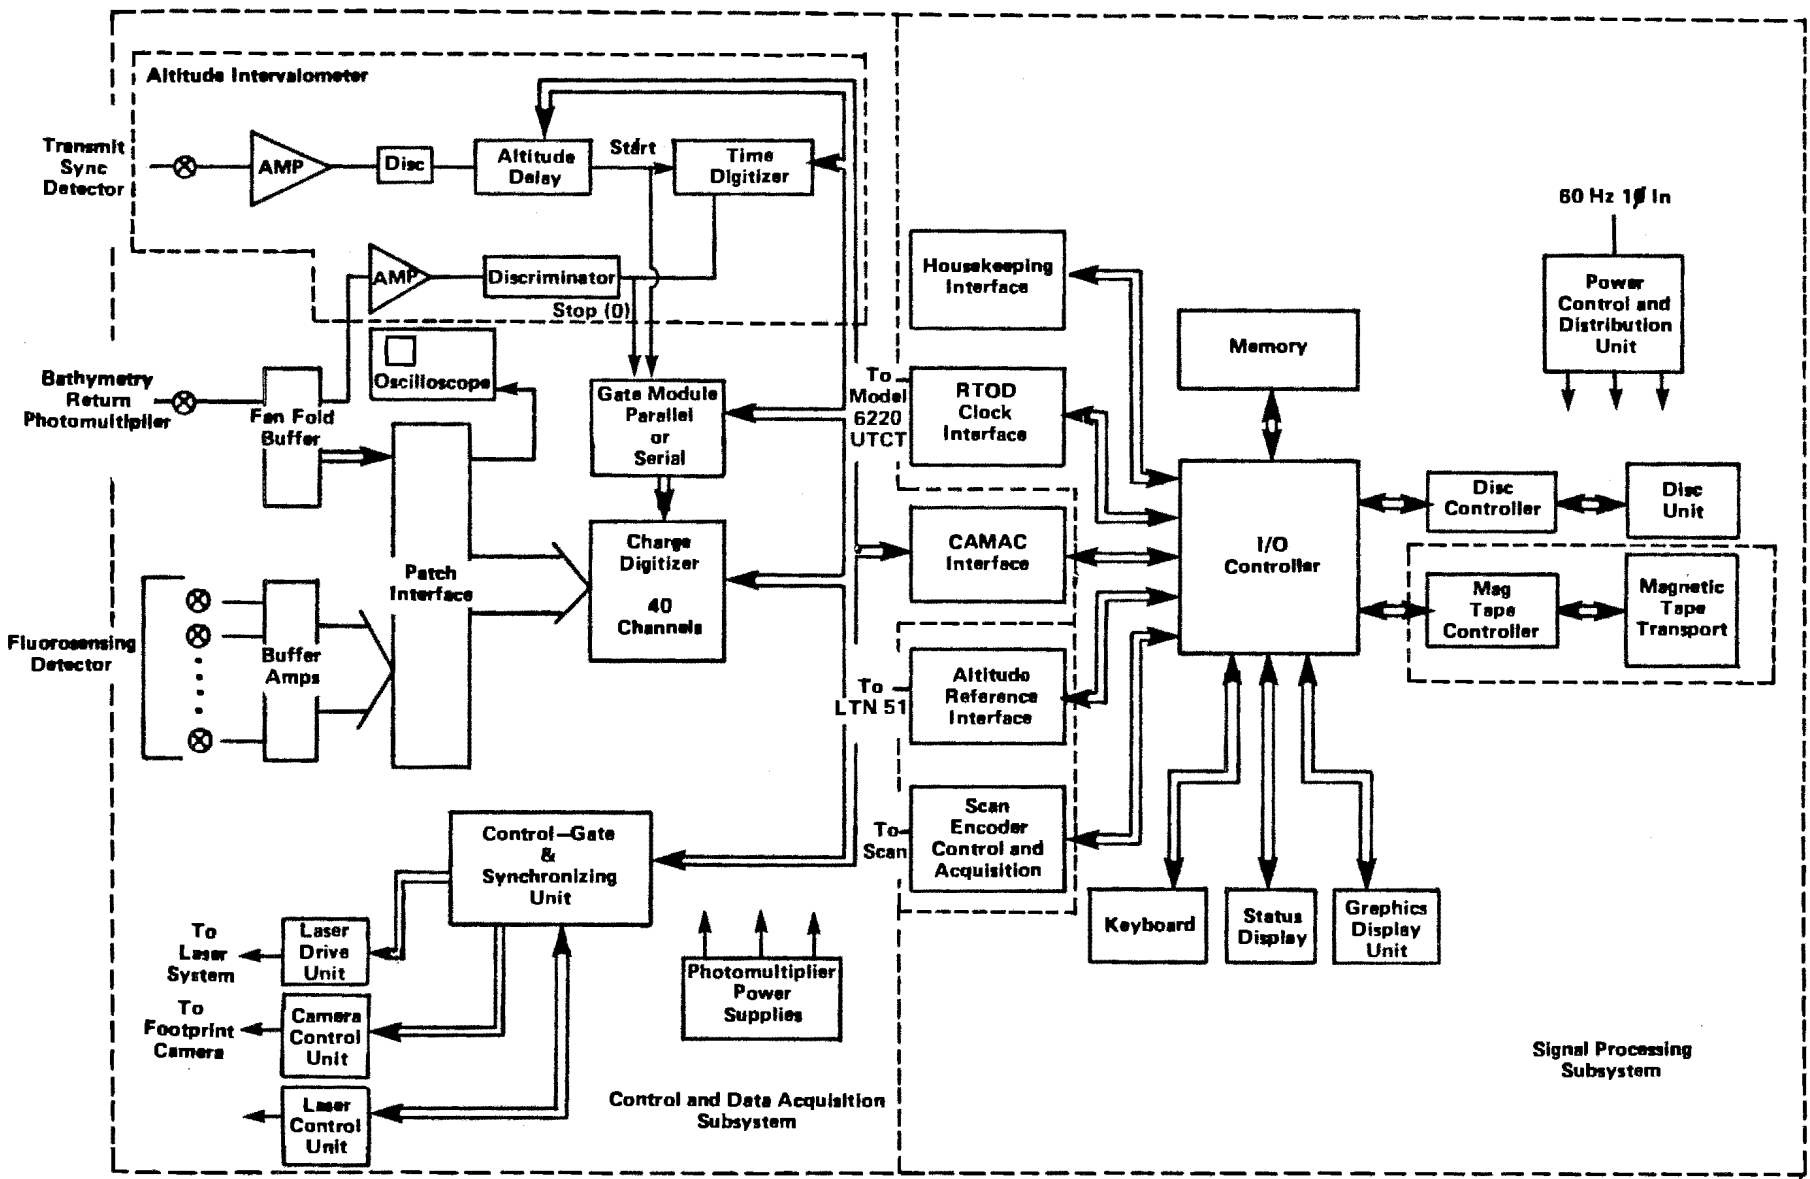 Altitude Intervalometer
Transmit
Sync
Detector
AMP
Disc
Altitude
Delay
Start
Time
Digitizer
AMP
Discriminator
Stop (0)
Oscilloscope
Bathymetry
Return
Photomultiplier
Fan Fold
Buffer
Gate Module
Parallel
or
Serial
Charge
Digitizer
40
Channels
Patch
Interface
Fluorosensing
Detector
Buffer
Amps
Control-Gate
&
Synchronizing
Unit
To
Laser
System
Laser
Drive
Unit
To
Footprint
Camera
Camera
Control
Unit
Laser
Control
Unit
Photomultiplier
Power
Supplies
Control and Data Acquisition
Subsystem
Housekeeping
Interface
To
Model
6220
UTCT
RTOD
Clock
Interface
CAMAC
Interface
To
LTN 51
Altitude
Reference
Interface
To
Scan
Scan
Encoder
Control and
Acquisition
Memory
I/O
Controller
60 Hz 1ϕ In
Power
Control and
Distribution
Unit
Disc
Controller
Disc
Unit
Mag
Tape
Controller
Magnetic
Tape
Transport
Keyboard
Status
Display
Graphics
Display
Unit
Signal Processing
Subsystem